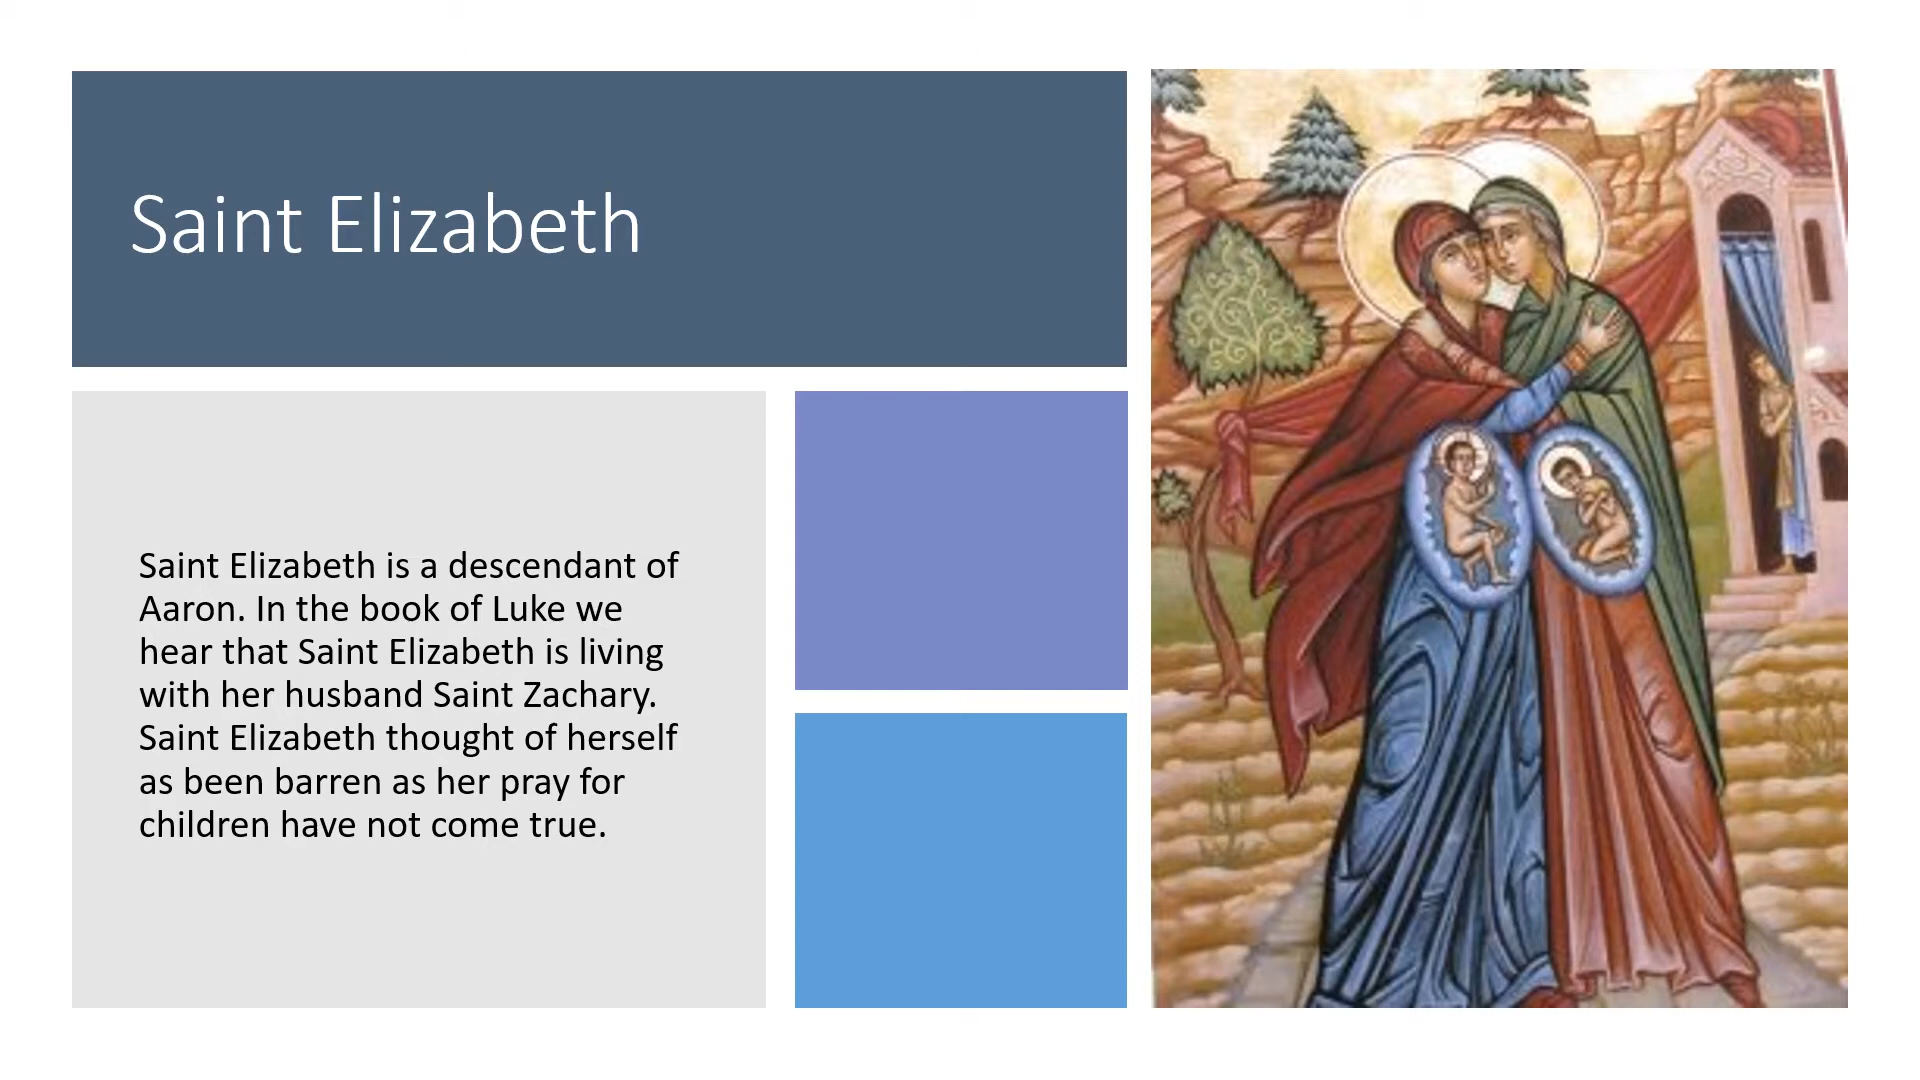 Saint Elizabeth
Saint Elizabeth is a descendant of
Aaron. In the book of Luke we
hear that Saint Elizabeth is living
with her husband Saint Zachary.
Saint Elizabeth thought of herself
as been barren as her pray for
children have not come true.